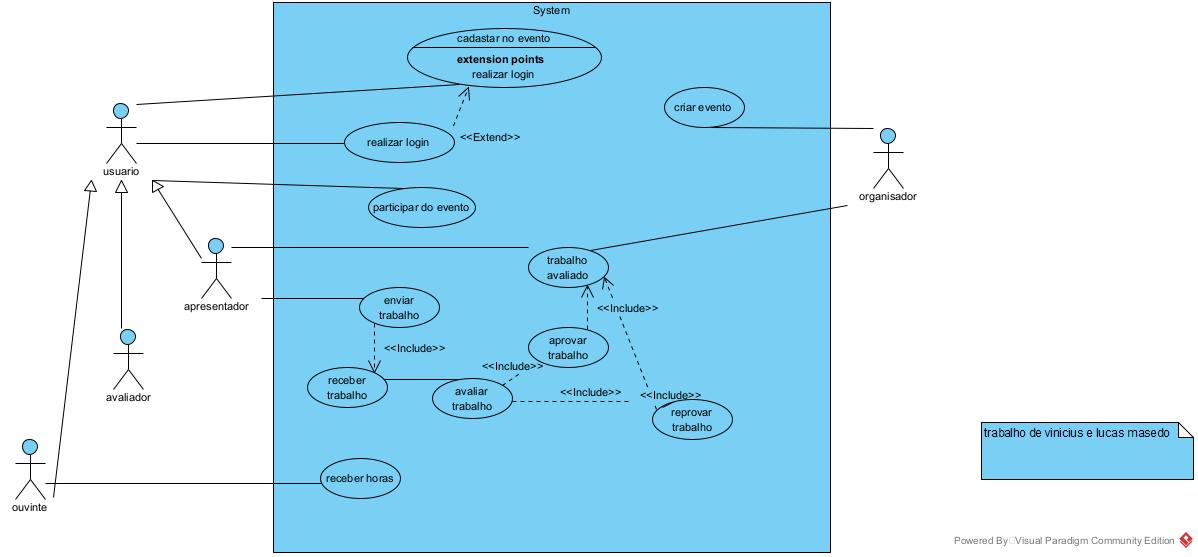 System
cadastar no evento
extension points
realizar login
criar evento
realizar login
<<Extend>>
usuario
organisador
participar do evento
trabalho
avaliado
apresentador
enviar
trabalho
<<Include>>
<<Include>>
aprovar
trabalho
<<Include>>
receber
trabalho
avaliar
trabalho
<<Include>>
<<Include>>
reprovar
trabalho
avaliador
trabalho de vinicius e lucas masedo
receber horas
ouvinte
Powered By Visual Paradigm Community Edition